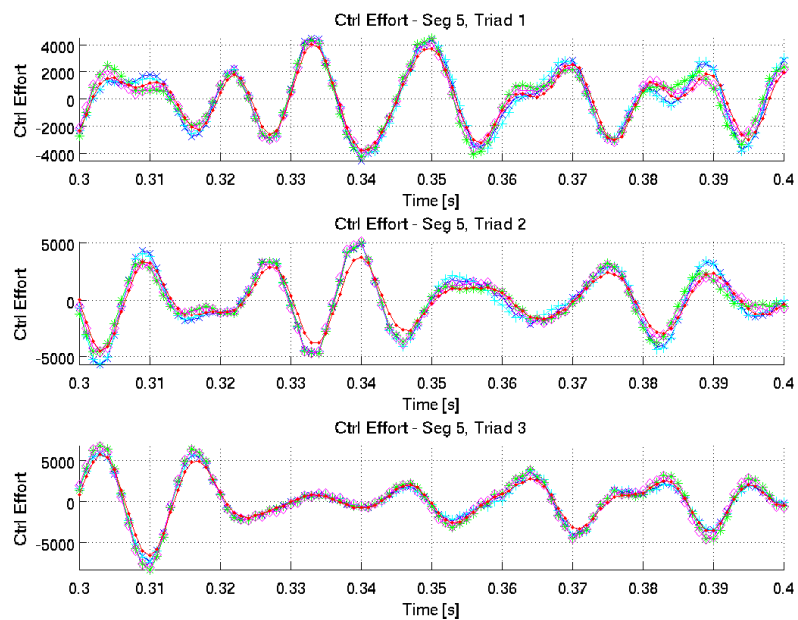 Ctrl Effort - Seg 5, Triad 1
4000
2000
0
-2000
-4000
Ctrl Effort
0.3 0.31 0.32 0.33 0.34 0.35 0.36 0.37 0.38 0.39 0.4
Time [s]
Ctrl Effort - Seg 5, Triad 2
5000
0
-5000
Ctrl Effort
0.3 0.31 0.32 0.33 0.34 0.35 0.36 0.37 0.38 0.39 0.4
Time [s]
Ctrl Effort - Seg 5, Triad 3
5000
0
-5000
Ctrl Effort
0.3 0.31 0.32 0.33 0.34 0.35 0.36 0.37 0.38 0.39 0.4
Time [s]